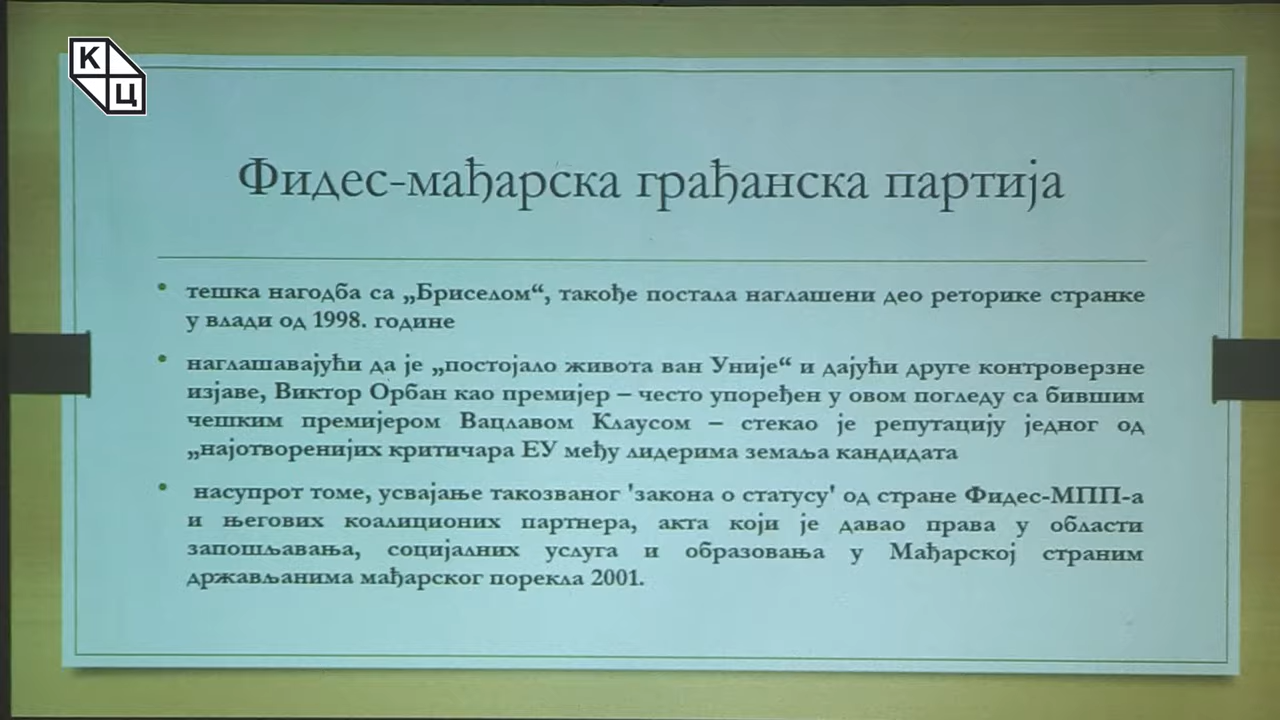 К
Ц
Фидес-мађарска грађанска партија
• тешка нагодба са „Бриселом“, такође постала наглашени део реторике странке
у влади од 1998. године
• наглашавајући да је „постојало живота ван Уније“ и дајући друге контроверзне
изјаве, Виктор Орбан као премијер – често упоређен у овом погледу са бившим
чешким премијером Вацлавом Клаусом – стекао је репутацију једног од
„најотворенијих критичара ЕУ међу лидерима земаља кандидата
• насупрот томе, усвајање такозваног 'закона о статусу' од стране Фидес-МПП-а
и његових коалиционих партнера, акта који је давао права у области
запошљавања, социјалних услуга и образовања у Мађарској страним
држављанима мађарског порекла 2001.